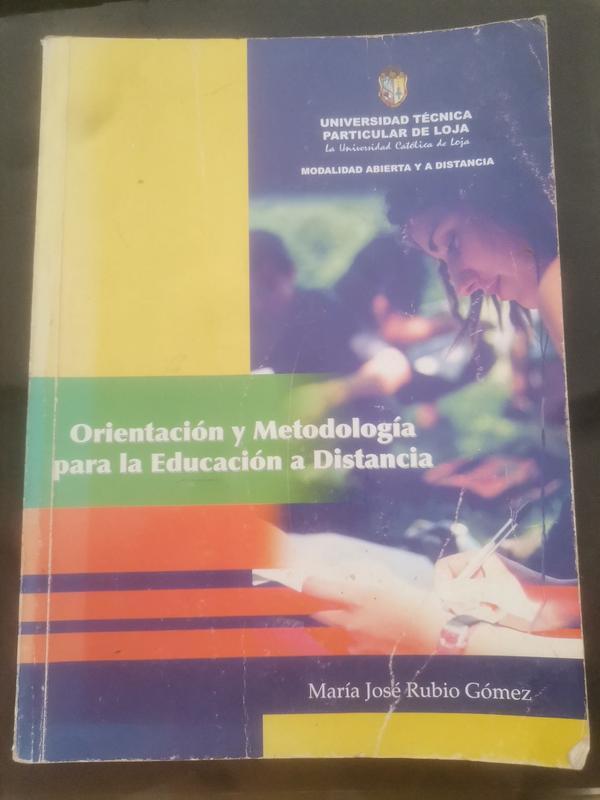 UNIVERSIDAD TÉCNICA
PARTICULAR DE LOJA
La Universidad Católica de Loja
MODALIDAD ABIERTA Y A DISTANCIA
Orientación y Metodología
para la Educación a Distancia
María José Rubio Gómez